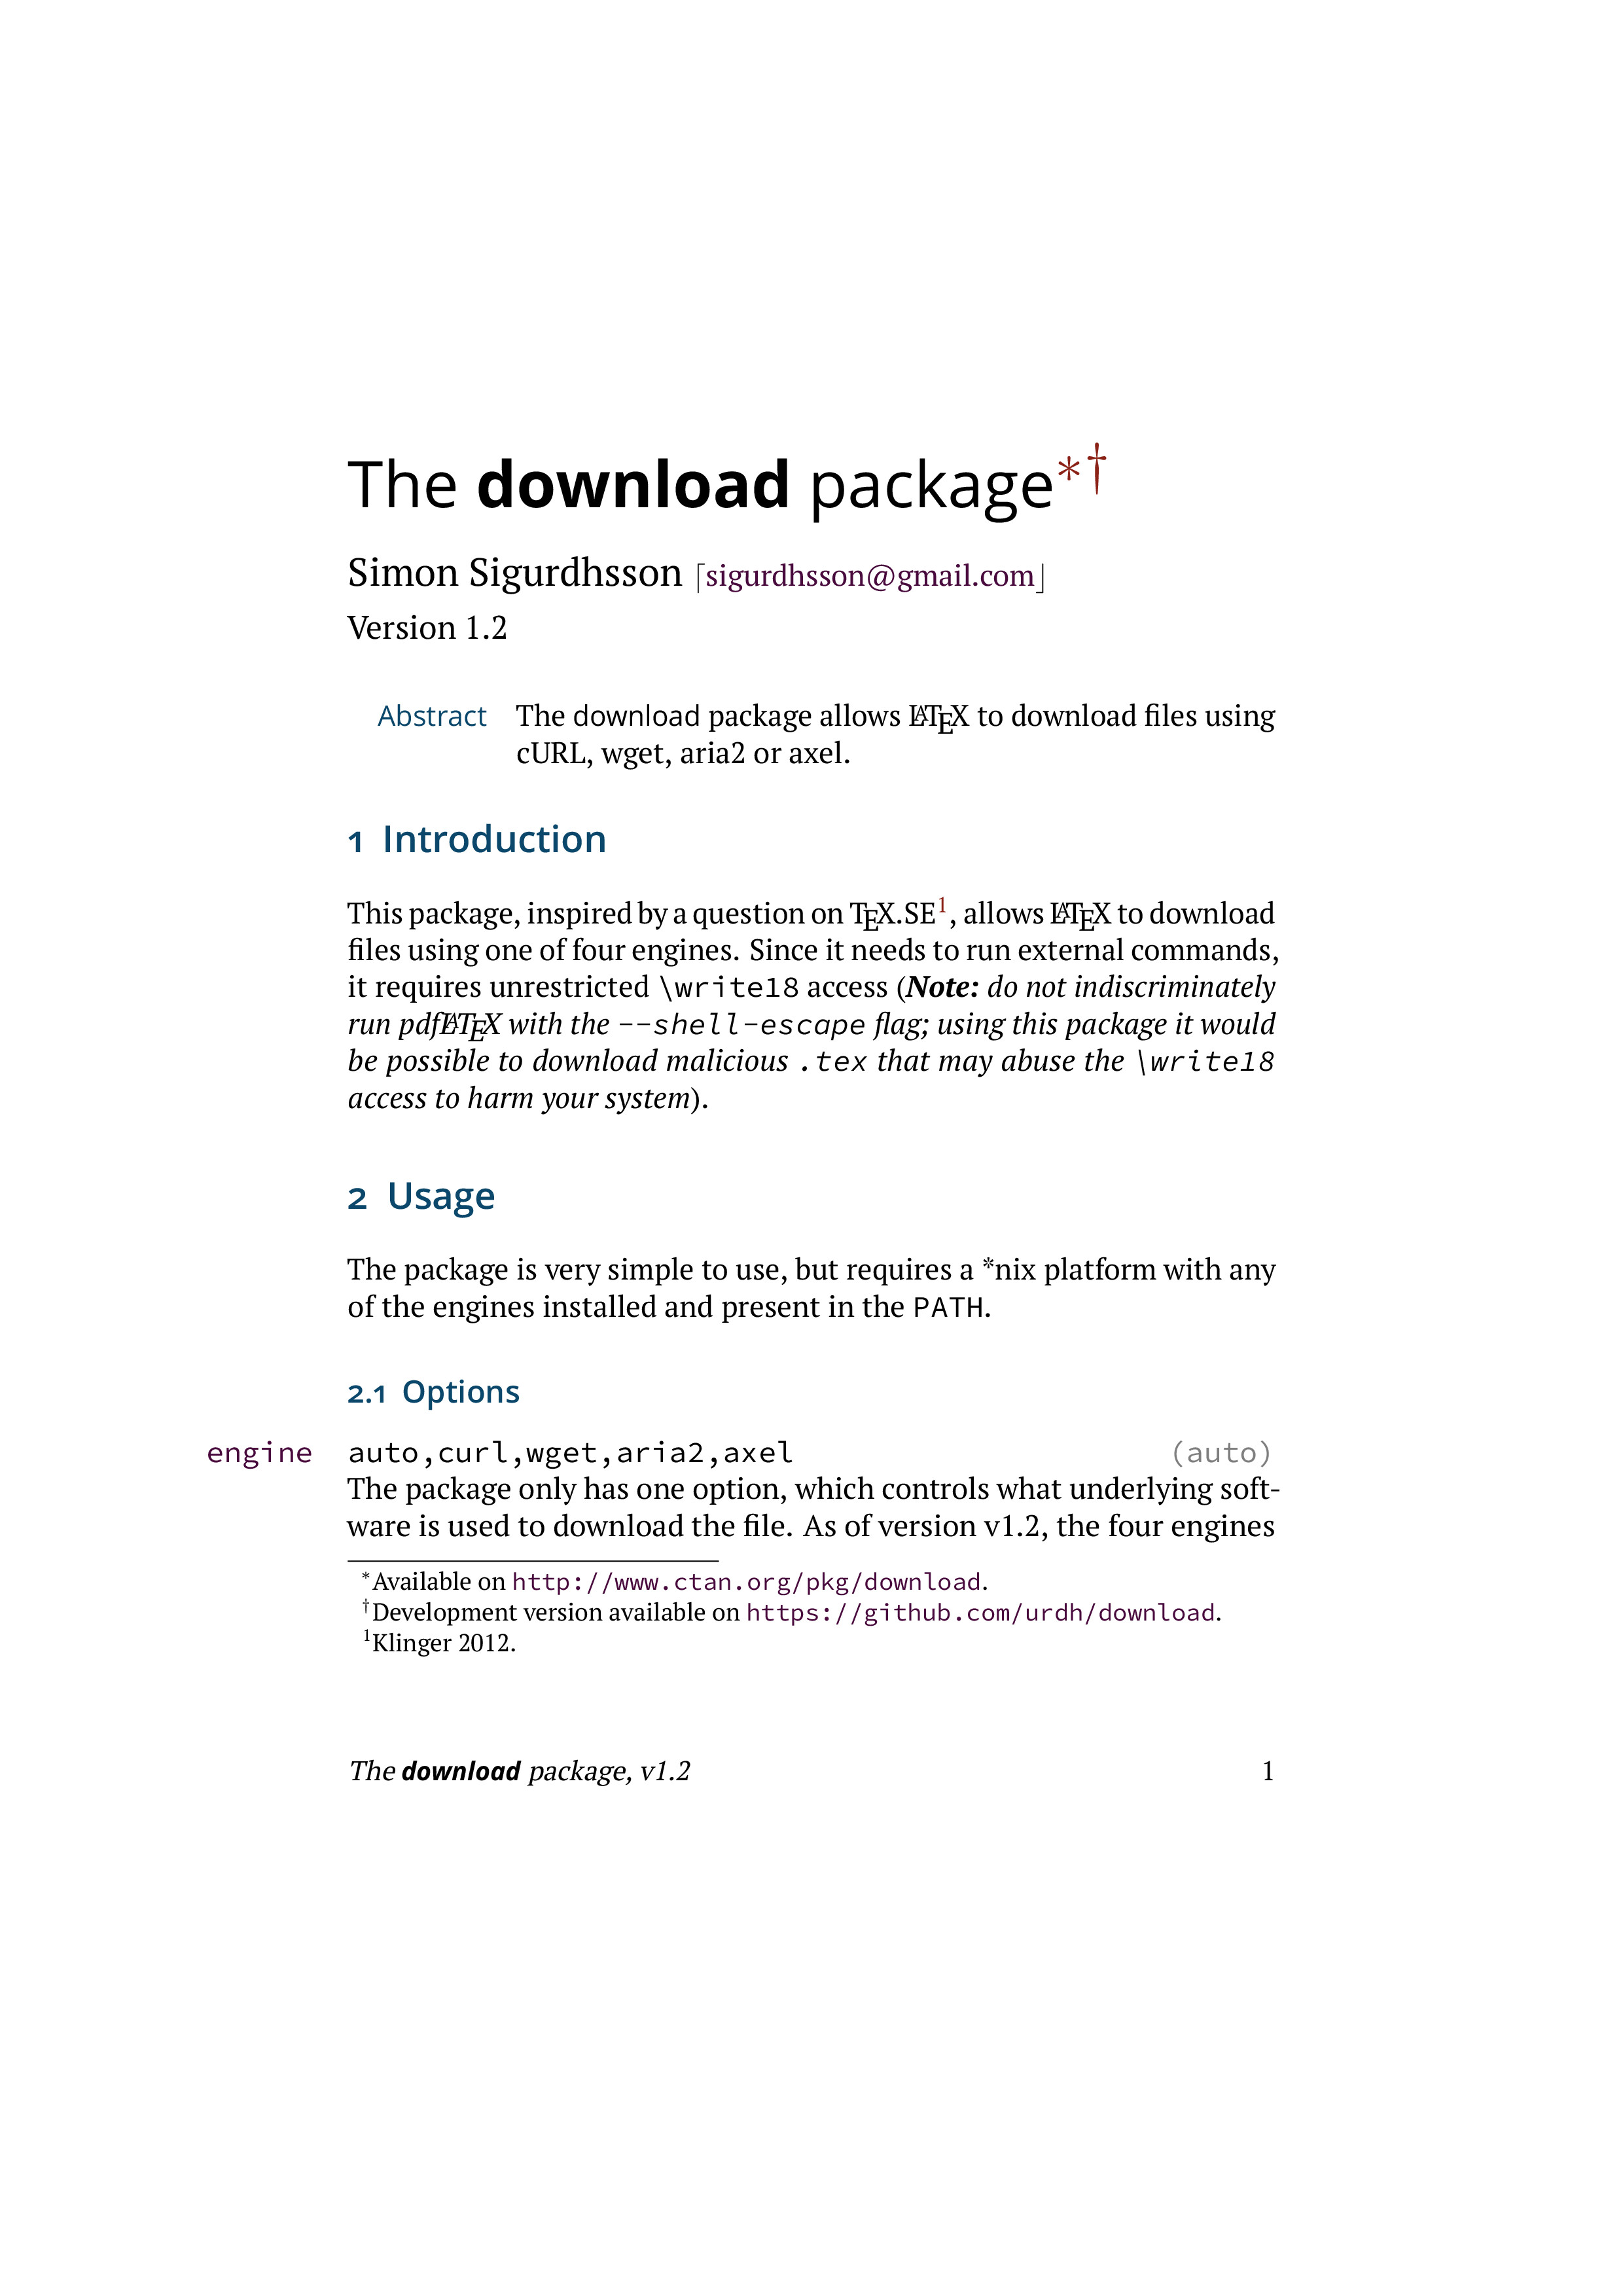 The download package*†
Simon Sigurdhsson ⌈sigurdhsson@gmail.com⌋
Version 1.2
Abstract The download package allows LATEX to download files using
cURL, wget, aria2 or axel.
1 Introduction
This package, inspired by a question on TEX.SE1, allows LATEX to download
files using one of four engines. Since it needs to run external commands,
it requires unrestricted \write18 access (Note: do not indiscriminately
run pdfLATEX with the --shell-escape flag; using this package it would
be possible to download malicious .tex that may abuse the \write18
access to harm your system).
2 Usage
The package is very simple to use, but requires a *nix platform with any
of the engines installed and present in the PATH.
2.1 Options
engine auto,curl,wget,aria2,axel (auto)
The package only has one option, which controls what underlying soft-
ware is used to download the file. As of version v1.2, the four engines
*Available on http://www.ctan.org/pkg/download.
†Development version available on https://github.com/urdh/download.
1Klinger 2012.
The download package, v1.2 1